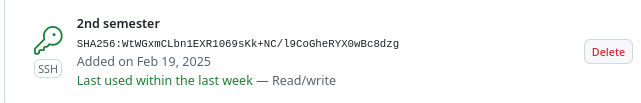 2nd semester
SHA256:WtWGxmCLbn1EXR1069sKk+NC/l9CoGheRYX0wBc8dzg
SSH
Added on Feb 19, 2025
Last used within the last week — Read/write
Delete